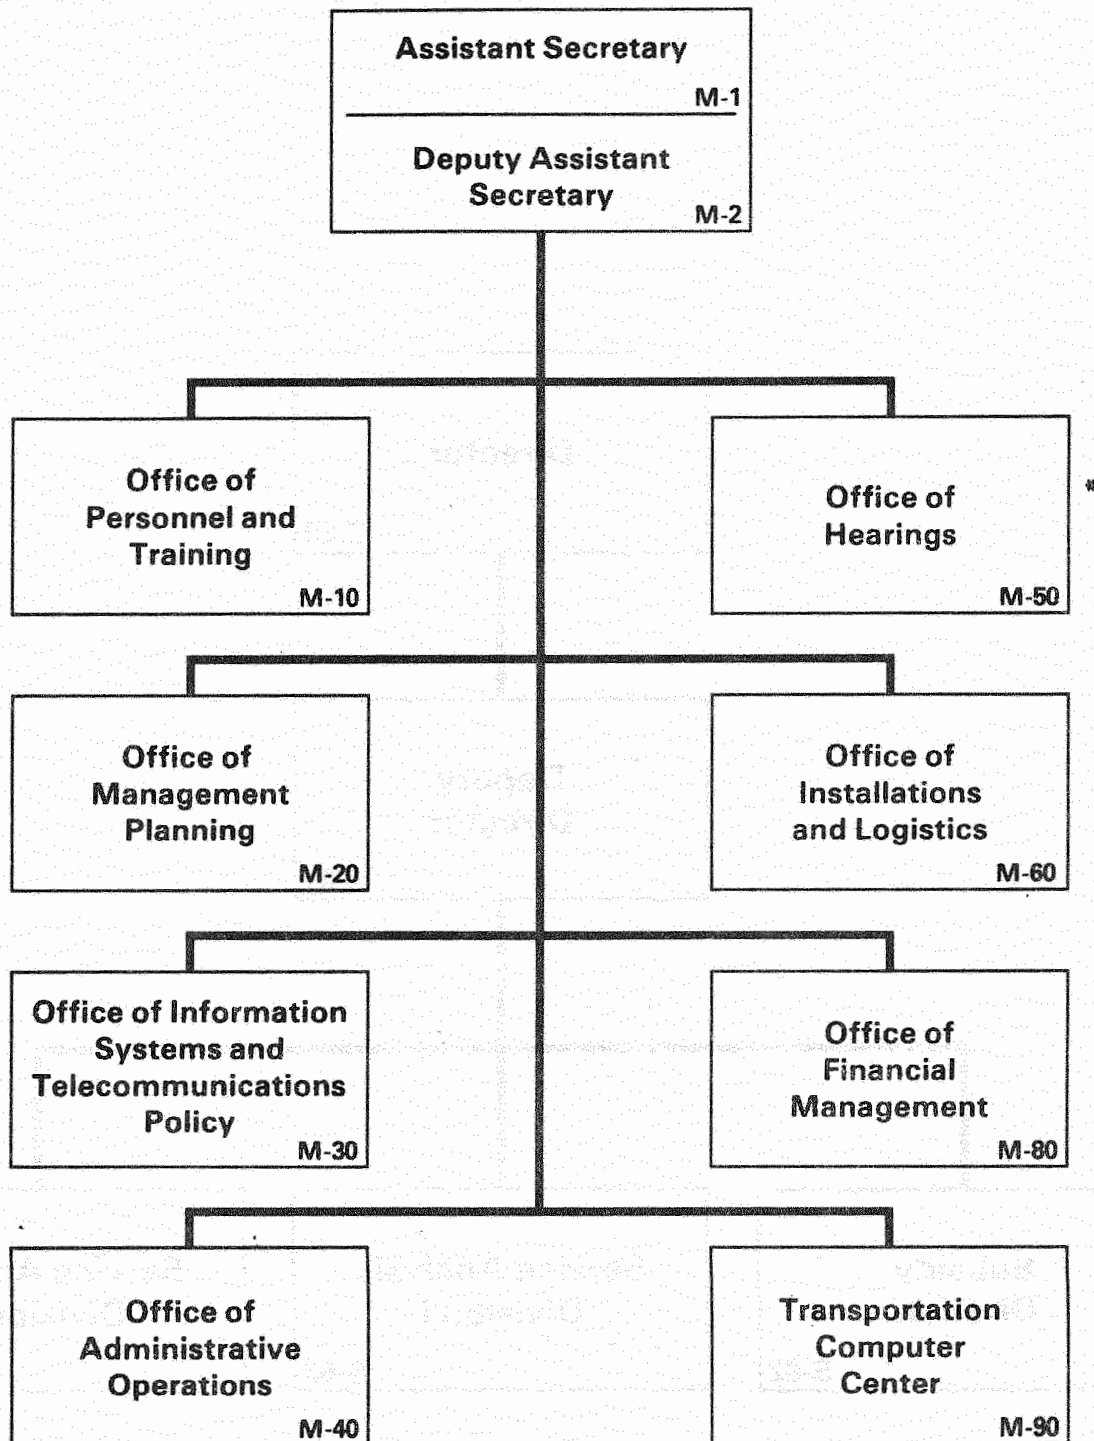 Assistant Secretary
M-1
Deputy Assistant
Secretary
M-2
Office of
Personnel and
Training
M-10
Office of
Hearings
M-50
*
Office of
Management
Planning
M-20
Office of
Installations
and Logistics
M-60
Office of Information
Systems and
Telecommunications
Policy
M-30
Office of
Financial
Management
M-80
Office of
Administrative
Operations
M-40
Transportation
Computer
Center
M-90